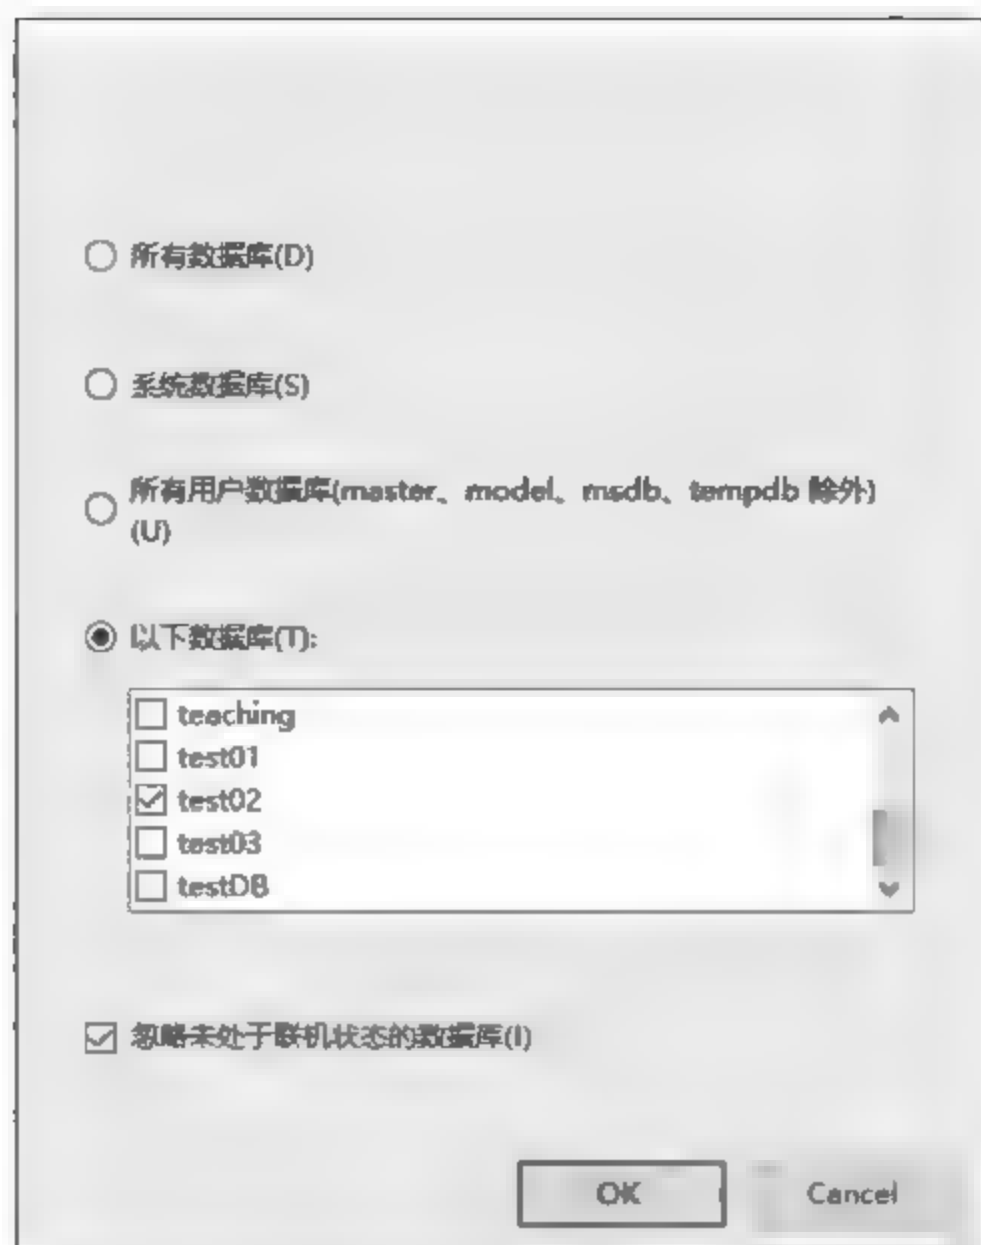 所有数据库(D)
系统数据库(S)
所有用户数据库(master、model、msdb、tempdb 除外)
(U)
以下数据库(T):
teaching
test01
test02
test03
testDB
忽略未处于联机状态的数据库(I)
OK
Cancel